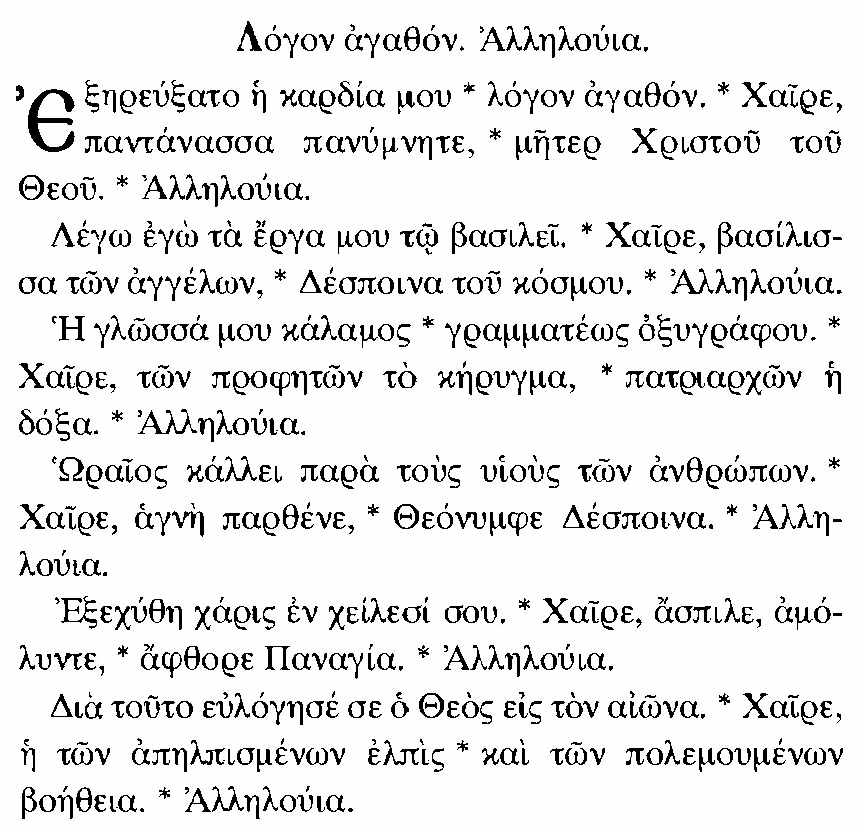 Λόγον ἀγαθόν. Ἀλληλούια.
Ἐξηρεύξατο ἡ καρδία μου * λόγον ἀγαθόν. * Χαῖρε,
παντάνασσα πανύμνητε, * μῆτερ Χριστοῦ τοῦ
Θεοῦ. * Ἀλληλούια.
Λέγω ἐγὼ τὰ ἔργα μου τῷ βασιλεῖ. * Χαῖρε, βασίλισ-
σα τῶν ἀγγέλων, * Δέσποινα τοῦ κόσμου. * Ἀλληλούια.
Ἡ γλῶσσά μου κάλαμος * γραμματέως ὀξυγράφου. *
Χαῖρε, τῶν προφητῶν τὸ κήρυγμα, * πατριαρχῶν ἡ
δόξα. * Ἀλληλούια.
Ὡραῖος κάλλει παρὰ τοὺς υἱοὺς τῶν ἀνθρώπων. *
Χαῖρε, ἁγνὴ παρθένε, * Θεόνυμφε Δέσποινα. * Ἀλλη-
λούια.
Ἐξεχύθη χάρις ἐν χείλεσί σου. * Χαῖρε, ἄσπιλε, ἀμό-
λυντε, * ἄφθορε Παναγία. * Ἀλληλούια.
Διὰ τοῦτο εὐλόγησέ σε ὁ Θεὸς εἰς τὸν αἰῶνα. * Χαῖρε,
ἡ τῶν ἀπηλπισμένων ἐλπὶς * καὶ τῶν πολεμουμένων
βοήθεια. * Ἀλληλούια.